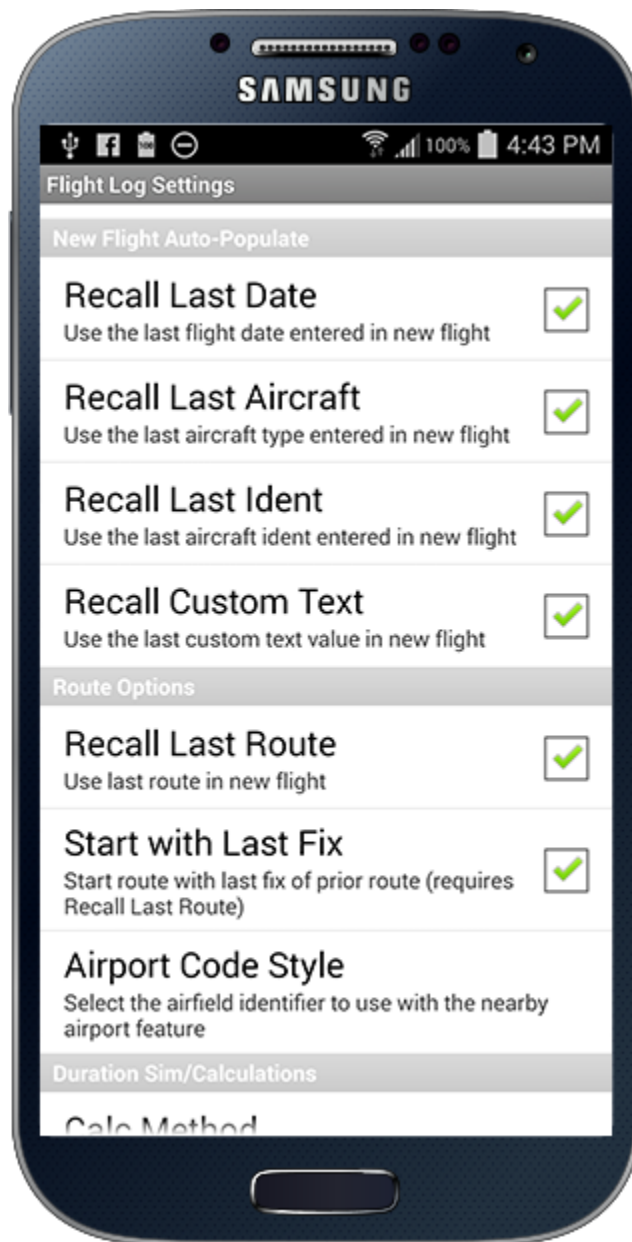 SAMSUNG
100 100% 4:43 PM
Flight Log Settings
New Flight Auto-Populate
Recall Last Date
Use the last flight date entered in new flight
Recall Last Aircraft
Use the last aircraft type entered in new flight
Recall Last Ident
Use the last aircraft ident entered in new flight
Recall Custom Text
Use the last custom text value in new flight
Route Options
Recall Last Route
Use last route in new flight
Start with Last Fix
Start route with last fix of prior route (requires
Recall Last Route)
Airport Code Style
Select the airfield identifier to use with the nearby
airport feature
Duration Sim/Calculations
Calc Method